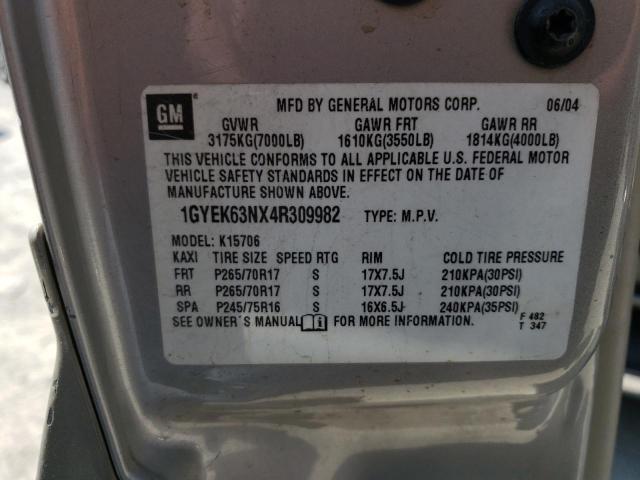 GM
®
MFD BY GENERAL MOTORS CORP. 06/04
GVWR GAWR FRT GAWR RR
3175KG(7000LB) 1610KG(3550LB) 1814KG(4000LB)
THIS VEHICLE CONFORMS TO ALL APPLICABLE U.S. FEDERAL MOTOR
VEHICLE SAFETY STANDARDS IN EFFECT ON THE DATE OF
MANUFACTURE SHOWN ABOVE.
1GYEK63NX4R309982 TYPE: M.P.V.
MODEL: K15706
KAXI TIRE SIZE SPEED RTG RIM COLD TIRE PRESSURE
FRT P265/70R17 S 17X7.5J 210KPA(30PSI)
RR P265/70R17 S 17X7.5J 210KPA(30PSI)
SPA P245/75R16 S 16X6.5J 240KPA(35PSI)
SEE OWNER'S MANUAL FOR MORE INFORMATION.
F 482
T 347